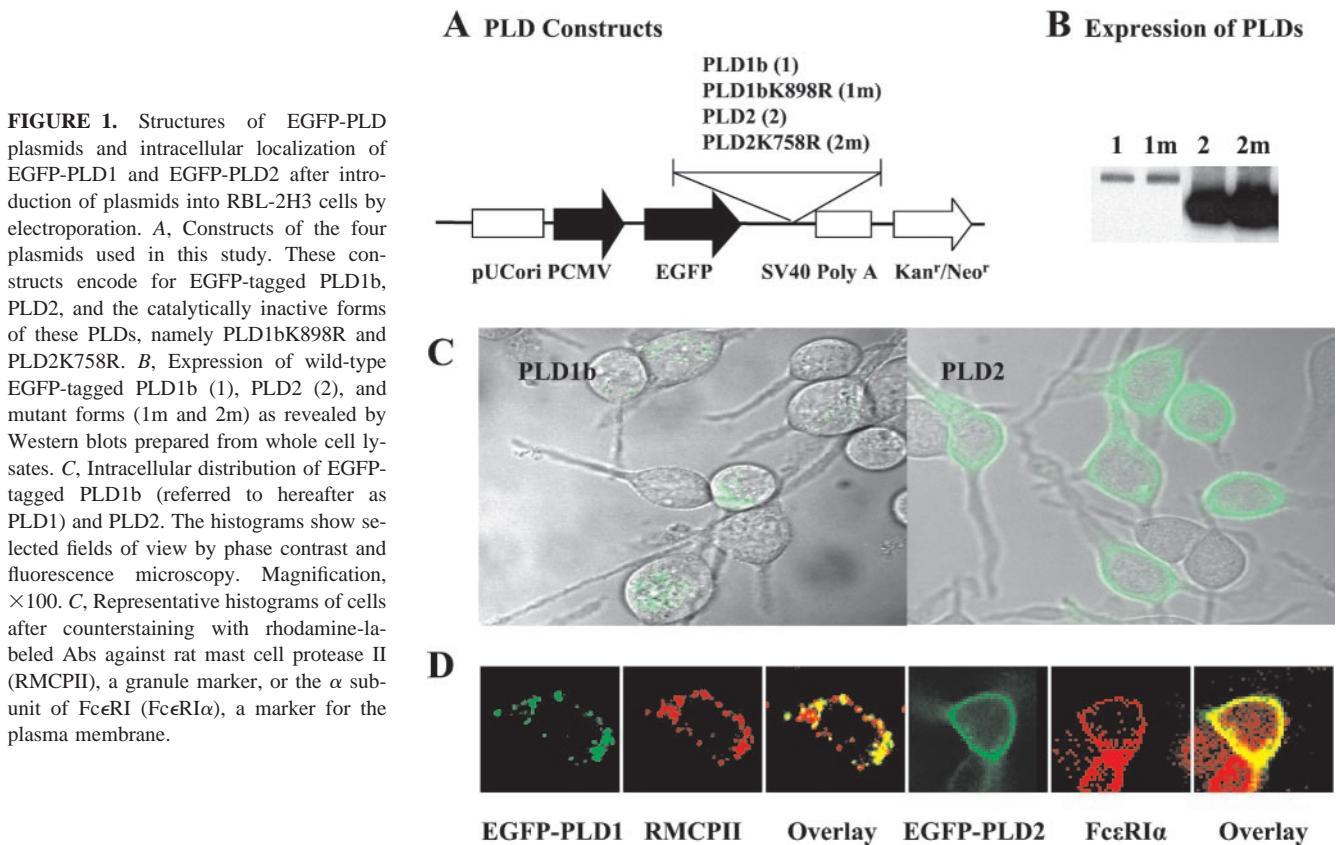 FIGURE 1. Structures of EGFP-PLD
plasmids and intracellular localization of
EGFP-PLD1 and EGFP-PLD2 after intro-
duction of plasmids into RBL-2H3 cells by
electroporation. A, Constructs of the four
plasmids used in this study. These con-
structs encode for EGFP-tagged PLD1b,
PLD2, and the catalytically inactive forms
of these PLDs, namely PLD1bK898R and
PLD2K758R. B, Expression of wild-type
EGFP-tagged PLD1b (1), PLD2 (2), and
mutant forms (1m and 2m) as revealed by
Western blots prepared from whole cell ly-
sates. C, Intracellular distribution of EGFP-
tagged PLD1b (referred to hereafter as
PLD1) and PLD2. The histograms show se-
lected fields of view by phase contrast and
fluorescence microscopy. Magnification,
×100. C, Representative histograms of cells
after counterstaining with rhodamine-la-
beled Abs against rat mast cell protease II
(RMCPII), a granule marker, or the α sub-
unit of FcϵRI (FcϵRIα), a marker for the
plasma membrane.
A PLD Constructs
PLD1b (1)
PLD1bK898R (1m)
PLD2 (2)
PLD2K758R (2m)
pUCori PCMV EGFP SV40 Poly A Kanʳ/Neoʳ
B Expression of PLDs
1 1m 2 2m
C
PLD1b PLD2
D
EGFP-PLD1 RMCPII Overlay EGFP-PLD2 FcεRIα Overlay